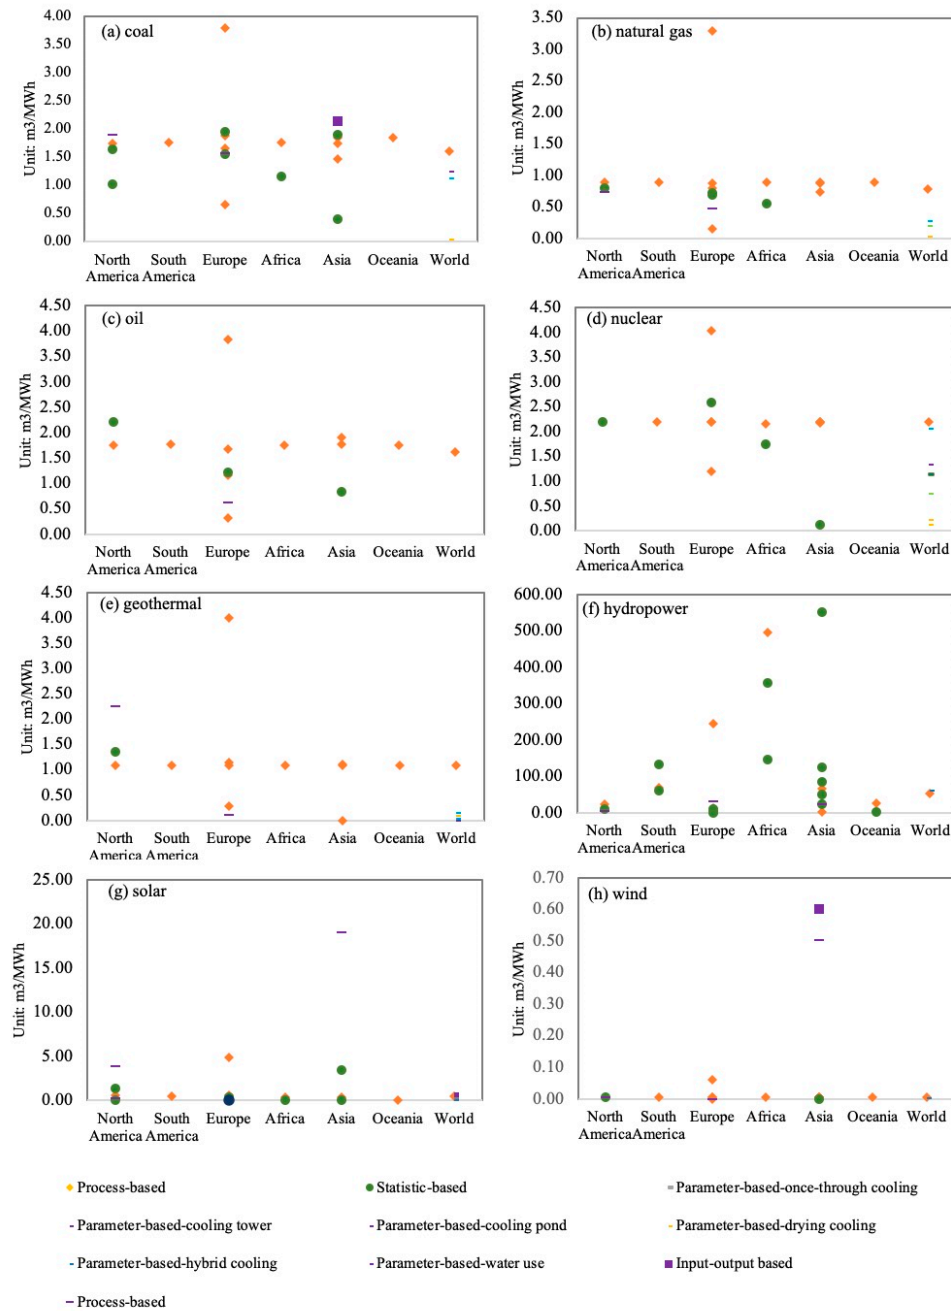 (a) coal
Unit: m3/MWh
4.00
3.50
3.00
2.50
2.00
1.50
1.00
0.50
0.00
North America
South America
Europe
Africa
Asia
Oceania
World
(b) natural gas
Unit: m3/MWh
3.50
3.00
2.50
2.00
1.50
1.00
0.50
0.00
North America
South America
Europe
Africa
Asia
Oceania
World
(c) oil
Unit: m3/MWh
4.50
4.00
3.50
3.00
2.50
2.00
1.50
1.00
0.50
0.00
North America
South America
Europe
Africa
Asia
Oceania
World
(d) nuclear
Unit: m3/MWh
4.50
4.00
3.50
3.00
2.50
2.00
1.50
1.00
0.50
0.00
North America
South America
Europe
Africa
Asia
Oceania
World
(e) geothermal
Unit: m3/MWh
4.50
4.00
3.50
3.00
2.50
2.00
1.50
1.00
0.50
0.00
North America
South America
Europe
Africa
Asia
Oceania
World
(f) hydropower
Unit: m3/MWh
600.00
500.00
400.00
300.00
200.00
100.00
0.00
North America
South America
Europe
Africa
Asia
Oceania
World
(g) solar
Unit: m3/MWh
25.00
20.00
15.00
10.00
5.00
0.00
North America
South America
Europe
Africa
Asia
Oceania
World
(h) wind
Unit: m3/MWh
0.70
0.60
0.50
0.40
0.30
0.20
0.10
0.00
North America
South America
Europe
Africa
Asia
Oceania
World
Process-based
Statistic-based
Parameter-based-once-through cooling
Parameter-based-cooling tower
Parameter-based-cooling pond
Parameter-based-drying cooling
Parameter-based-hybrid cooling
Parameter-based-water use
Input-output based
Process-based